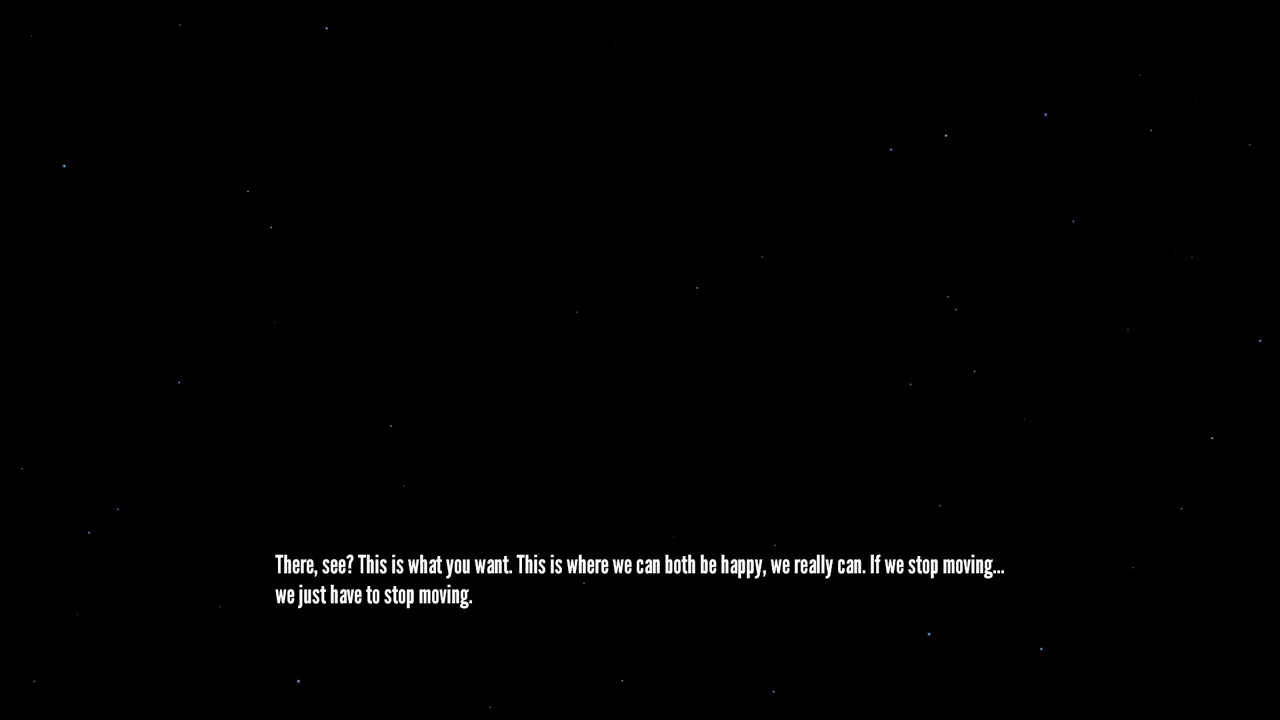 There, see? This is what you want. This is where we can both be happy, we really can. If we stop moving...
we just have to stop moving.